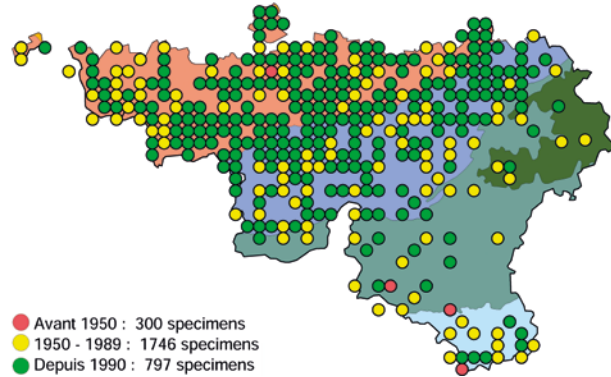 Avant 1950 : 300 specimens
1950 - 1989 : 1746 specimens
Depuis 1990 : 797 specimens